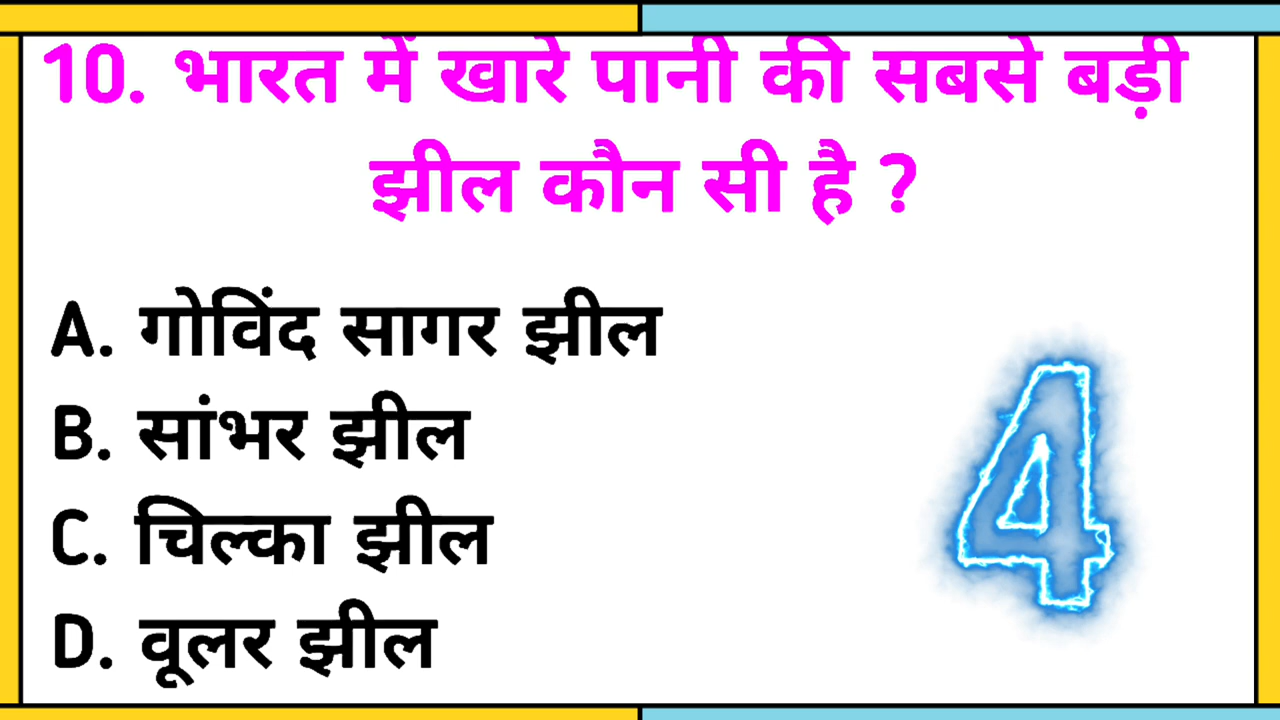 10. भारत में खारे पानी की सबसे बड़ी
झील कौन सी है ?
A. गोविंद सागर झील
B. सांभर झील
C. चिल्का झील
D. वूलर झील
4